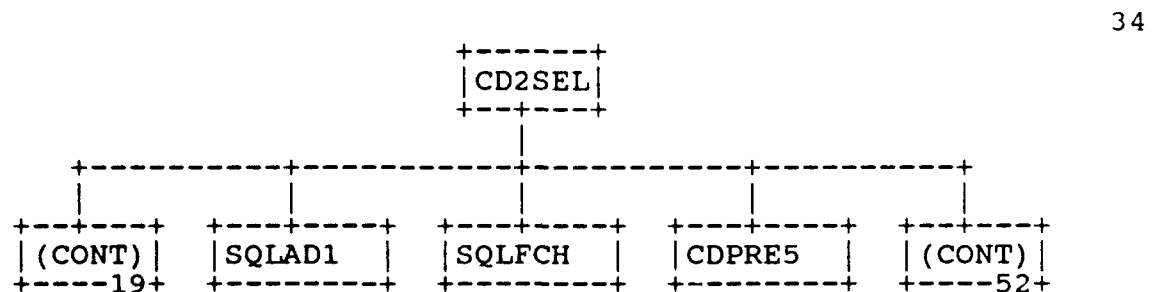 34
CD2SEL
(CONT) SQLAD1 SQLFCH CDPRE5 (CONT)
19 52